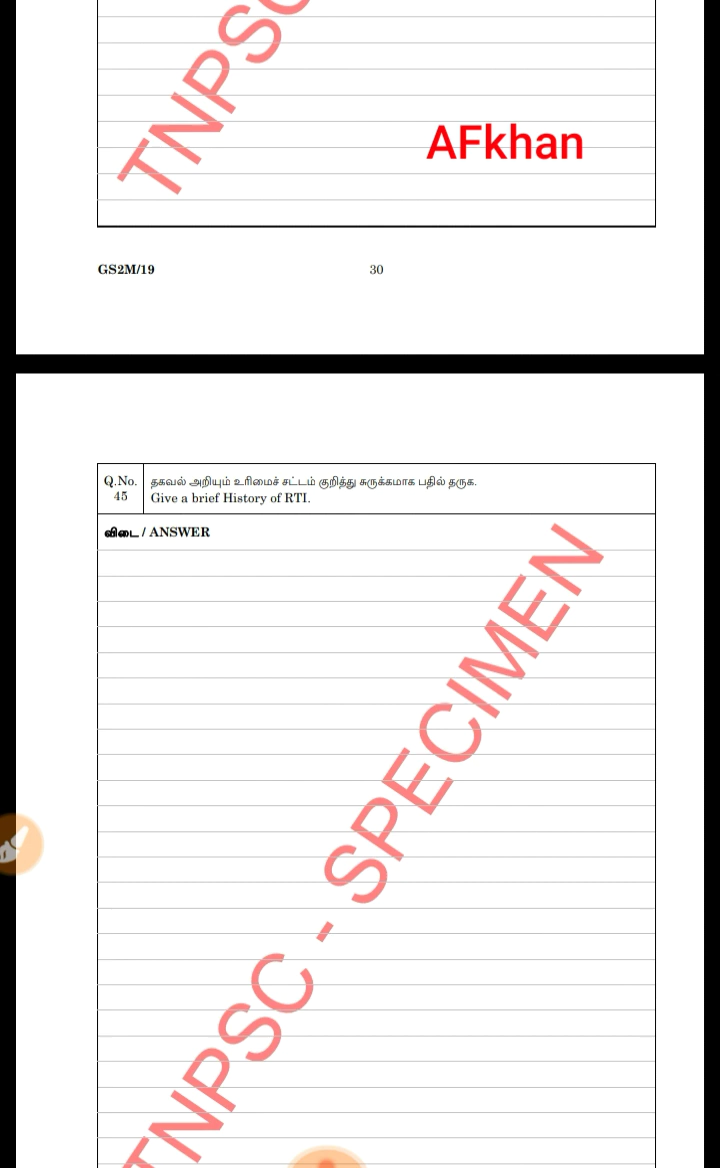 TNPSC
AFkhan
GS2M/19 30
Q.No. 45
தகவல் அறியும் உரிமைச் சட்டம் குறித்து சுருக்கமாக பதில் தருக.
Give a brief History of RTI.
விடை / ANSWER
TNPSC - SPECIMEN